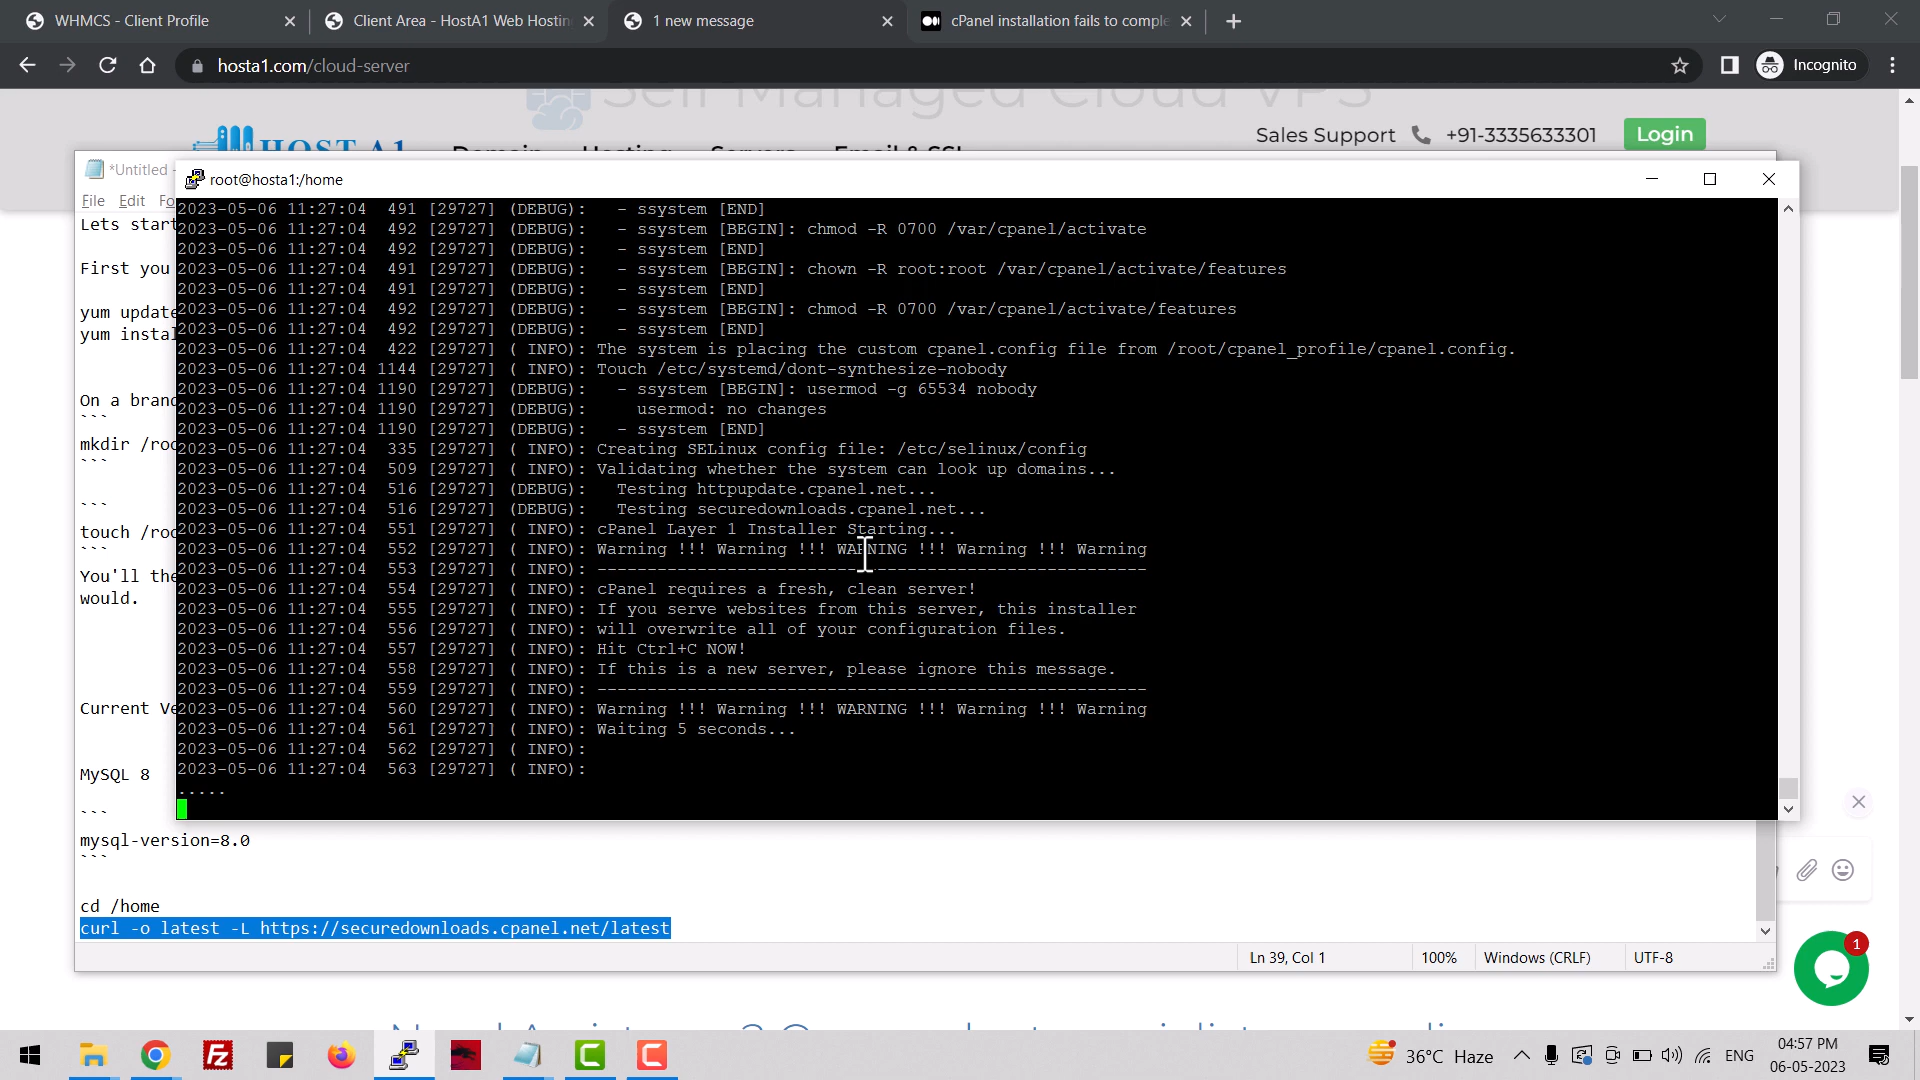 WHMCS - Client Profile
Client Area - HostA1 Web Hostin
1 new message
cPanel installation fails to comple
hosta1.com/cloud-server
Incognito
Self Managed Cloud VPS
HOST A1
Domain
Hosting
Servers
Email & SSL
Sales Support
+91-3335633301
Login
*Untitled -
File Edit Fo
Lets start
First you
yum update
yum instal
On a brand
```
mkdir /roo
```
```
touch /roo
```
You'll the
would.
Current Ve
MySQL 8
```
mysql-version=8.0
```
cd /home
curl -o latest -L https://securedownloads.cpanel.net/latest
Ln 39, Col 1
100%
Windows (CRLF)
UTF-8
root@hosta1:/home
2023-05-06 11:27:04  491 [29727] (DEBUG):   - ssystem [END]
2023-05-06 11:27:04  492 [29727] (DEBUG):   - ssystem [BEGIN]: chmod -R 0700 /var/cpanel/activate
2023-05-06 11:27:04  492 [29727] (DEBUG):   - ssystem [END]
2023-05-06 11:27:04  491 [29727] (DEBUG):   - ssystem [BEGIN]: chown -R root:root /var/cpanel/activate/features
2023-05-06 11:27:04  491 [29727] (DEBUG):   - ssystem [END]
2023-05-06 11:27:04  492 [29727] (DEBUG):   - ssystem [BEGIN]: chmod -R 0700 /var/cpanel/activate/features
2023-05-06 11:27:04  492 [29727] (DEBUG):   - ssystem [END]
2023-05-06 11:27:04  422 [29727] ( INFO): The system is placing the custom cpanel.config file from /root/cpanel_profile/cpanel.config.
2023-05-06 11:27:04 1144 [29727] ( INFO): Touch /etc/systemd/dont-synthesize-nobody
2023-05-06 11:27:04 1190 [29727] (DEBUG):   - ssystem [BEGIN]: usermod -g 65534 nobody
2023-05-06 11:27:04 1190 [29727] (DEBUG):     usermod: no changes
2023-05-06 11:27:04 1190 [29727] (DEBUG):   - ssystem [END]
2023-05-06 11:27:04  335 [29727] ( INFO): Creating SELinux config file: /etc/selinux/config
2023-05-06 11:27:04  509 [29727] ( INFO): Validating whether the system can look up domains...
2023-05-06 11:27:04  516 [29727] (DEBUG):   Testing httpupdate.cpanel.net...
2023-05-06 11:27:04  516 [29727] (DEBUG):   Testing securedownloads.cpanel.net...
2023-05-06 11:27:04  551 [29727] ( INFO): cPanel Layer 1 Installer Starting...
2023-05-06 11:27:04  552 [29727] ( INFO): Warning !!! Warning !!! WARNING !!! Warning !!! Warning
2023-05-06 11:27:04  553 [29727] ( INFO): -------------------------------------------------------
2023-05-06 11:27:04  554 [29727] ( INFO): cPanel requires a fresh, clean server!
2023-05-06 11:27:04  555 [29727] ( INFO): If you serve websites from this server, this installer
2023-05-06 11:27:04  556 [29727] ( INFO): will overwrite all of your configuration files.
2023-05-06 11:27:04  557 [29727] ( INFO): Hit Ctrl+C NOW!
2023-05-06 11:27:04  558 [29727] ( INFO): If this is a new server, please ignore this message.
2023-05-06 11:27:04  559 [29727] ( INFO): -------------------------------------------------------
2023-05-06 11:27:04  560 [29727] ( INFO): Warning !!! Warning !!! WARNING !!! Warning !!! Warning
2023-05-06 11:27:04  561 [29727] ( INFO): Waiting 5 seconds...
2023-05-06 11:27:04  562 [29727] ( INFO):
2023-05-06 11:27:04  563 [29727] ( INFO):
.....
1
36°C Haze
ENG
04:57 PM
06-05-2023